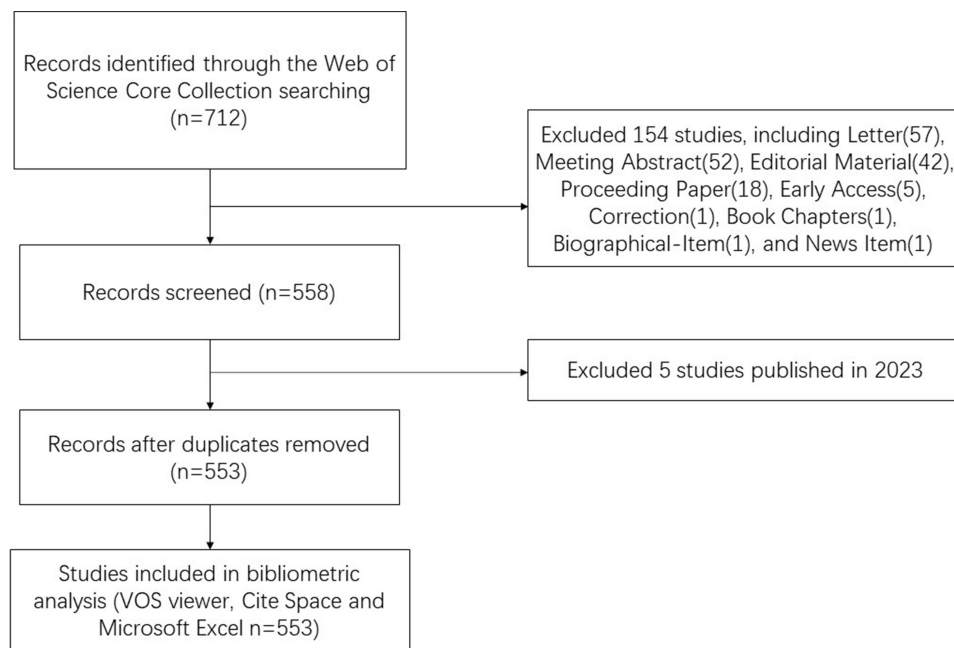 Records identified through the Web of
Science Core Collection searching
(n=712)
Excluded 154 studies, including Letter(57),
Meeting Abstract(52), Editorial Material(42),
Proceeding Paper(18), Early Access(5),
Correction(1), Book Chapters(1),
Biographical-Item(1), and News Item(1)
Records screened (n=558)
Excluded 5 studies published in 2023
Records after duplicates removed
(n=553)
Studies included in bibliometric
analysis (VOS viewer, Cite Space and
Microsoft Excel n=553)